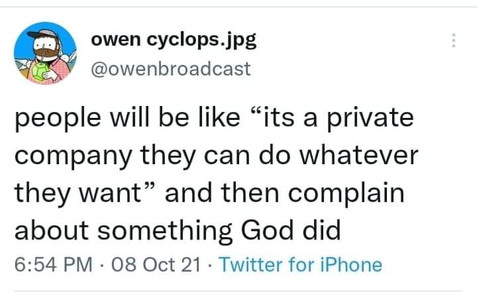 owen cyclops.jpg
@owenbroadcast
people will be like “its a private
company they can do whatever
they want” and then complain
about something God did
6:54 PM · 08 Oct 21 · Twitter for iPhone